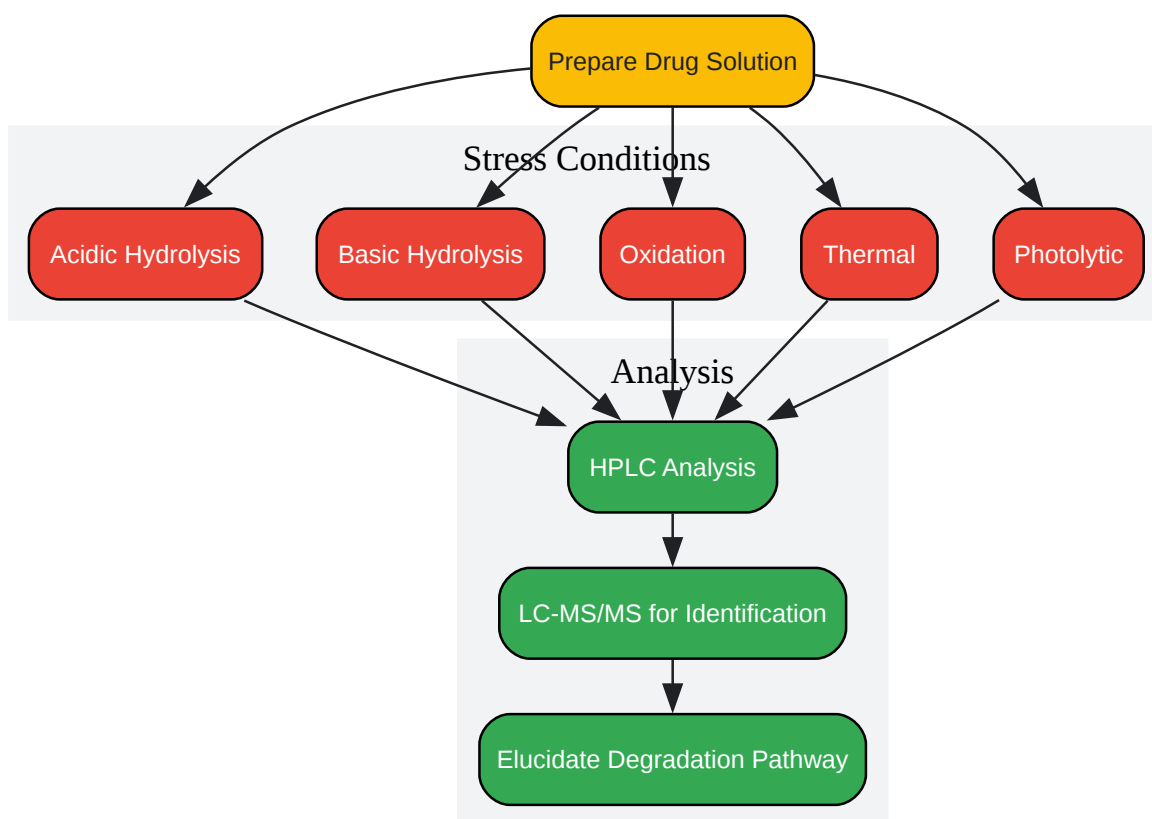 Prepare Drug Solution
Stress Conditions
Acidic Hydrolysis
Basic Hydrolysis
Oxidation
Thermal
Photolytic
Analysis
HPLC Analysis
LC-MS/MS for Identification
Elucidate Degradation Pathway